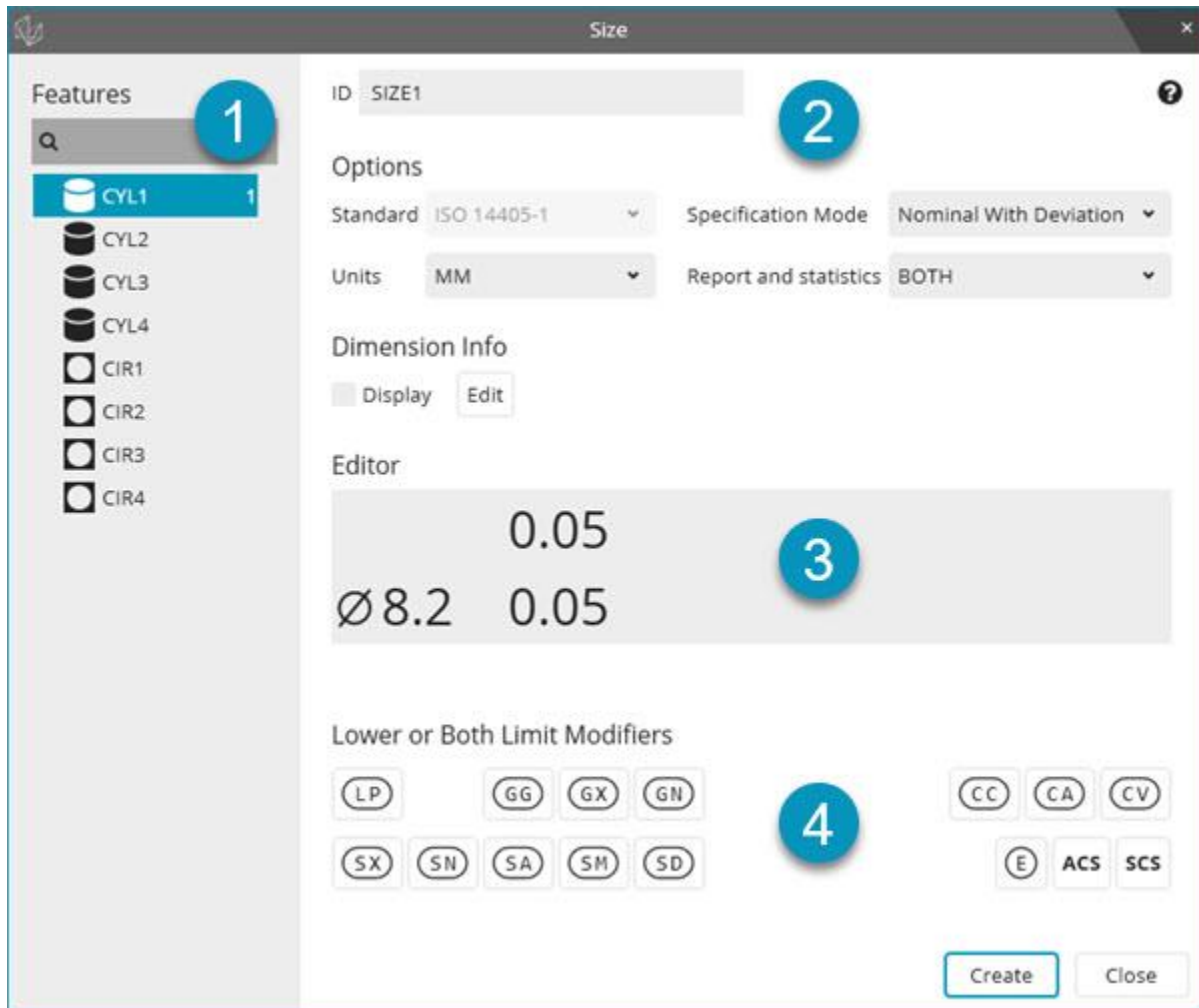 Size
Features
1
CYL1 1
CYL2
CYL3
CYL4
CIR1
CIR2
CIR3
CIR4
ID SIZE1
2
Options
Standard ISO 14405-1 Specification Mode Nominal With Deviation
Units MM Report and statistics BOTH
Dimension Info
Display Edit
Editor
0.05
3
∅8.2 0.05
Lower or Both Limit Modifiers
LP GG GX GN CC CA CV
4
SX SN SA SM SD E ACS SCS
Create Close